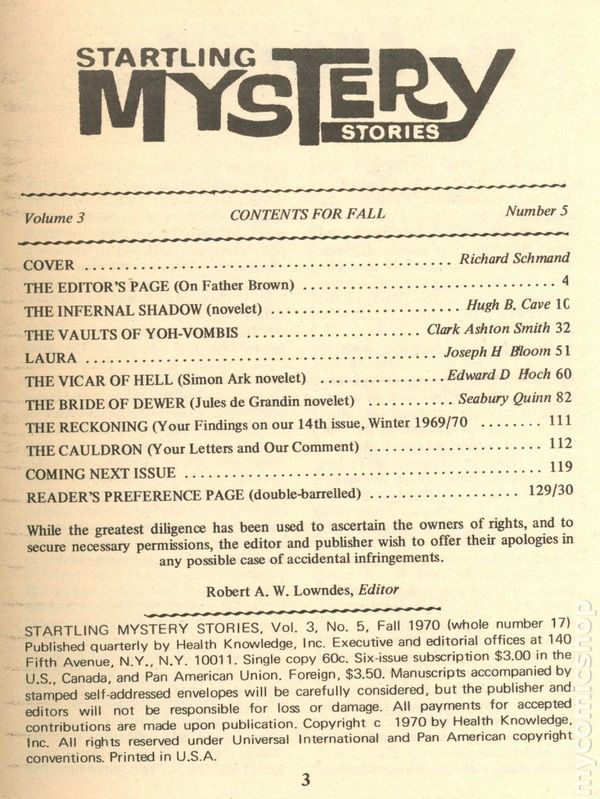 STARTLING
MYSTERY
STORIES
Volume 3 CONTENTS FOR FALL Number 5
COVER ............................................. Richard Schmand
THE EDITOR'S PAGE (On Father Brown) ................................ 4
THE INFERNAL SHADOW (novelet) ...................... Hugh B. Cave 10
THE VAULTS OF YOH-VOMBIS ....................... Clark Ashton Smith 32
LAURA ........................................... Joseph H Bloom 51
THE VICAR OF HELL (Simon Ark novelet) .............. Edward D Hoch 60
THE BRIDE OF DEWER (Jules de Grandin novelet) .......... Seabury Quinn 82
THE RECKONING (Your Findings on our 14th issue, Winter 1969/70 ........ 111
THE CAULDRON (Your Letters and Our Comment) ..................... 112
COMING NEXT ISSUE ........................................... 119
READER'S PREFERENCE PAGE (double-barrelled) .................. 129/30
While the greatest diligence has been used to ascertain the owners of rights, and to
secure necessary permissions, the editor and publisher wish to offer their apologies in
any possible case of accidental infringements.
Robert A. W. Lowndes, Editor
STARTLING MYSTERY STORIES, Vol. 3, No. 5, Fall 1970 (whole number 17)
Published quarterly by Health Knowledge, Inc. Executive and editorial offices at 140
Fifth Avenue, N.Y., N.Y. 10011. Single copy 60c. Six-issue subscription $3.00 in the
U.S., Canada, and Pan American Union. Foreign, $3.50. Manuscripts accompanied by
stamped self-addressed envelopes will be carefully considered, but the publisher and
editors will not be responsible for loss or damage. All payments for accepted
contributions are made upon publication. Copyright c 1970 by Health Knowledge,
Inc. All rights reserved under Universal International and Pan American copyright
conventions. Printed in U.S.A.
3
mycomicshop